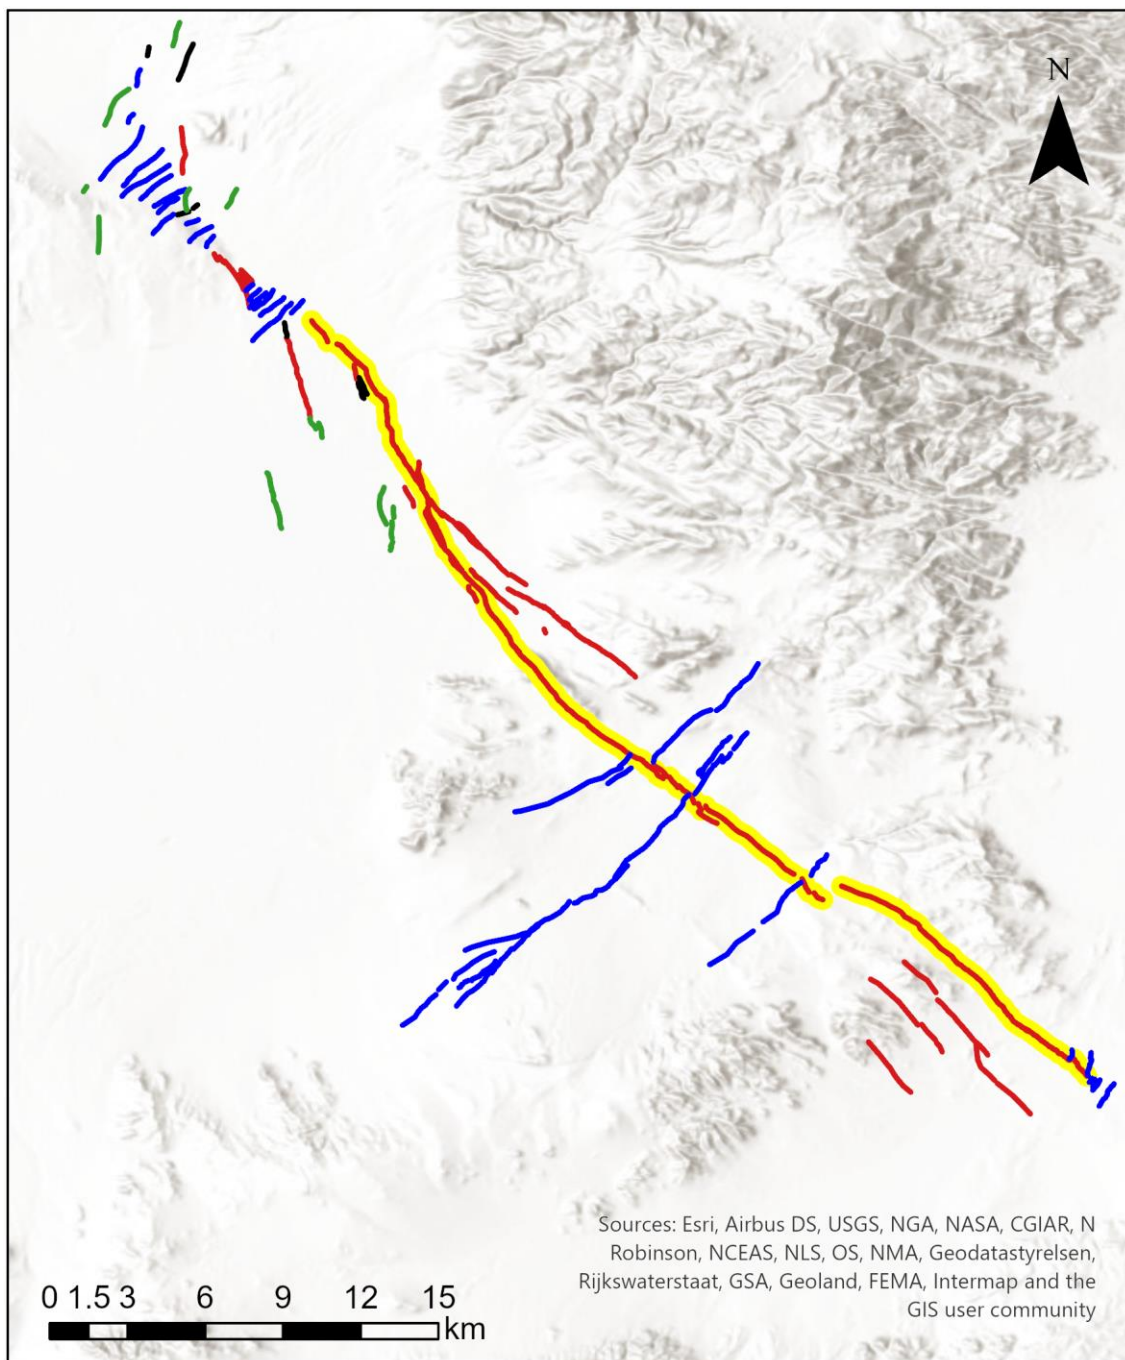 N
Sources: Esri, Airbus DS, USGS, NGA, NASA, CGIAR, N
Robinson, NCEAS, NLS, OS, NMA, Geodatastyrelsen,
Rijkswaterstaat, GSA, Geoland, FEMA, Intermap and the
GIS user community
0 1.5 3 6 9 12 15
km